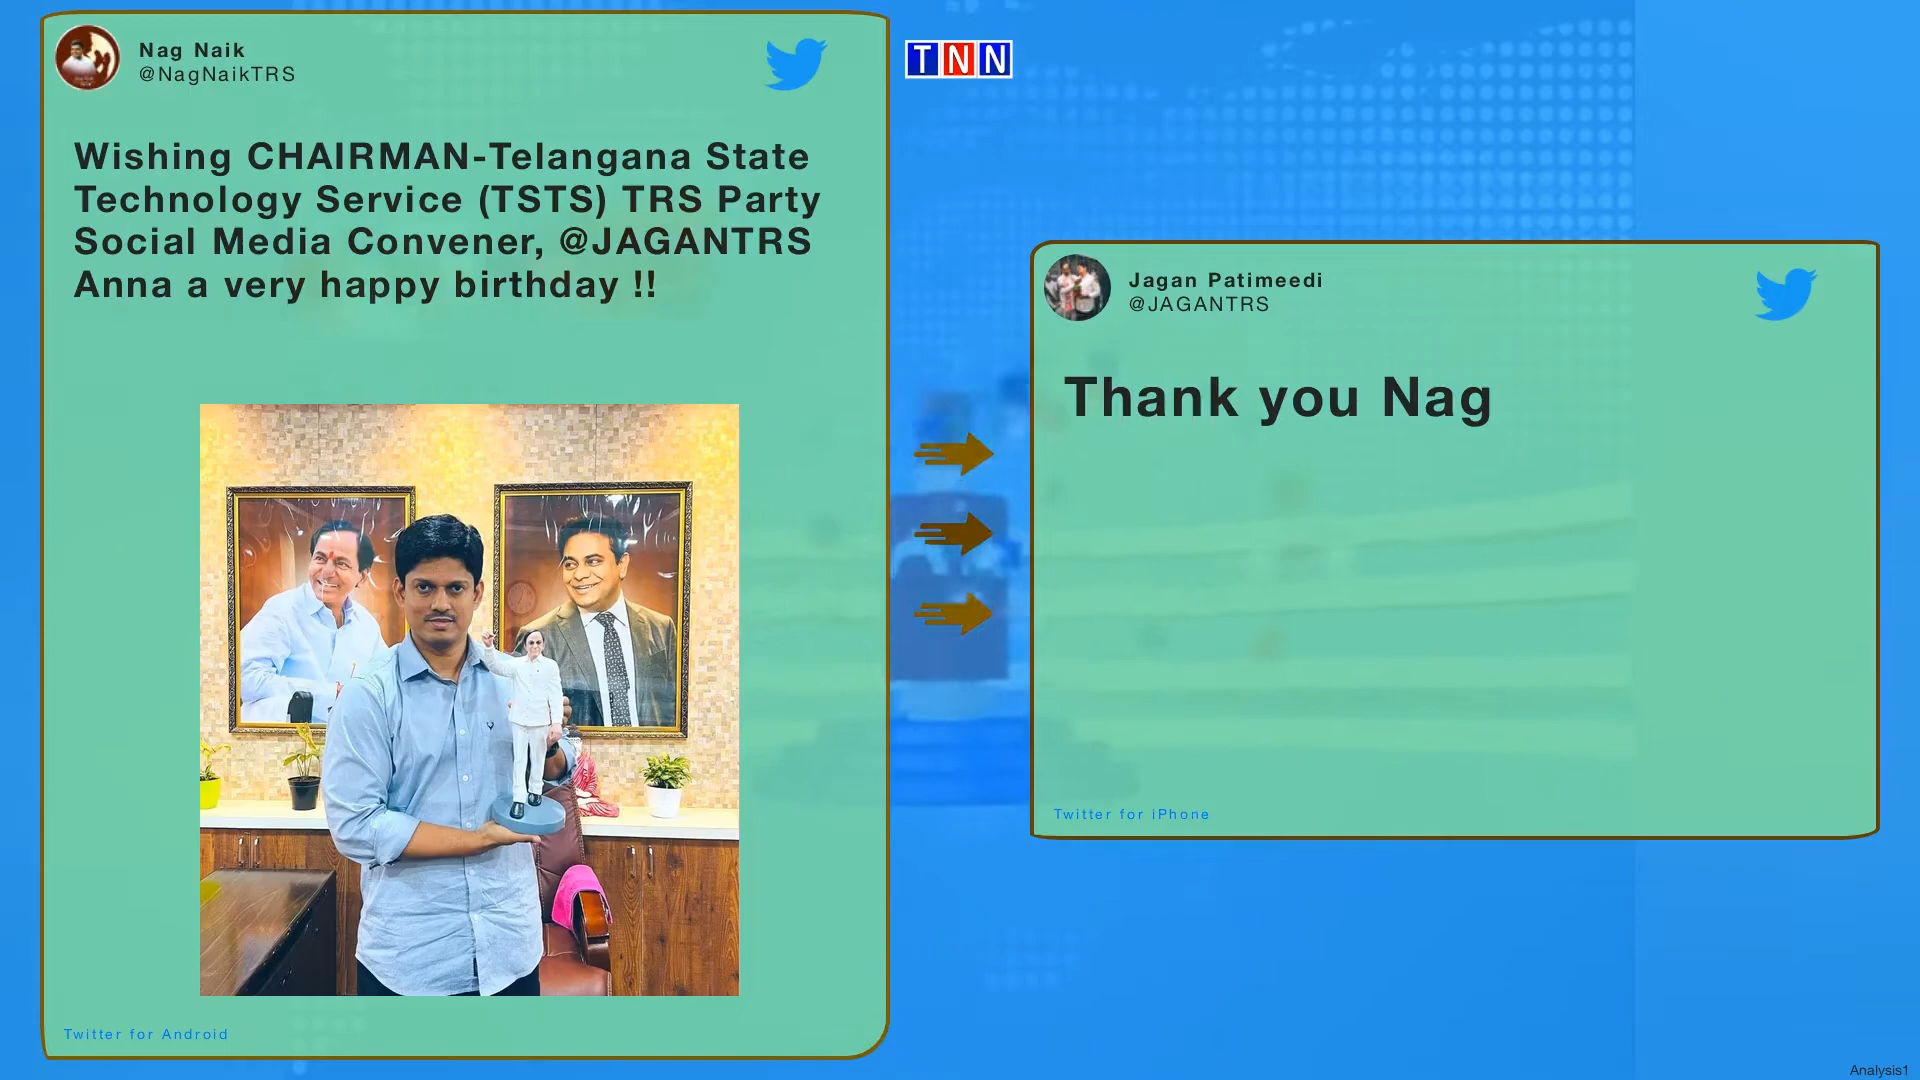 Nag Naik
@NagNaikTRS
Wishing CHAIRMAN-Telangana State
Technology Service (TSTS) TRS Party
Social Media Convener, @JAGANTRS
Anna a very happy birthday !!
Twitter for Android
TNN
Jagan Patimeedi
@JAGANTRS
Thank you Nag
Twitter for iPhone
Analysis1